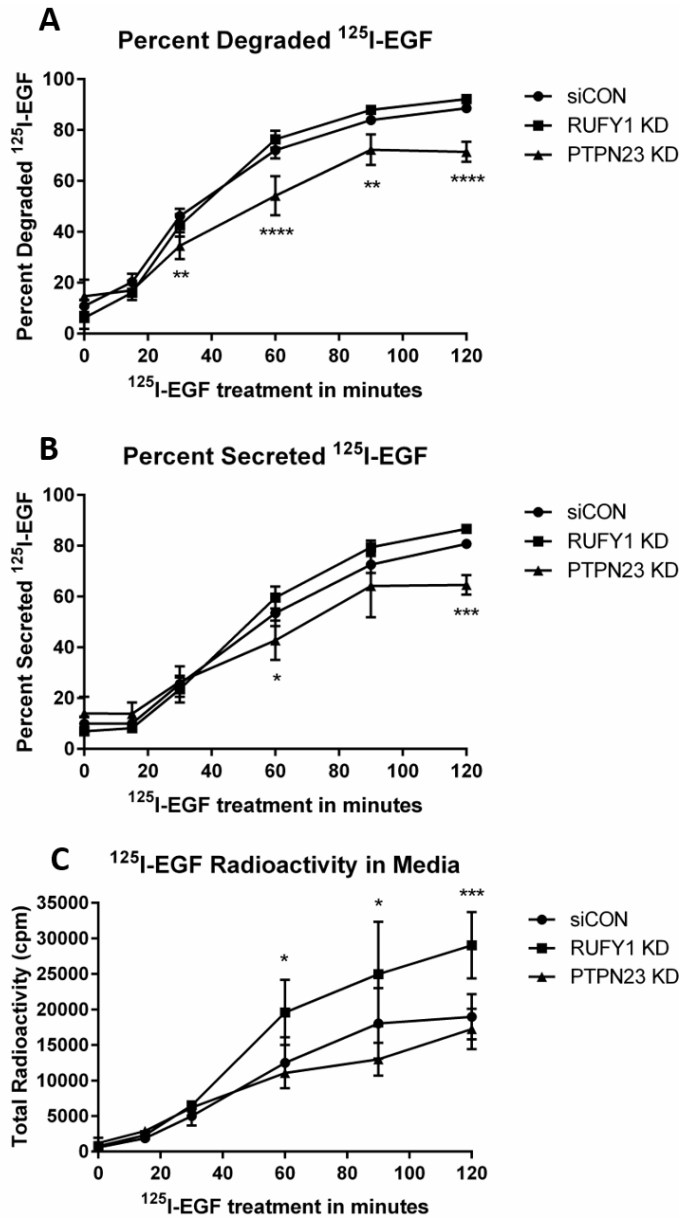 A
Percent Degraded ¹²⁵I-EGF
Percent Degraded ¹²⁵I-EGF
100
80
60
40
20
0
0 20 40 60 80 100 120
¹²⁵I-EGF treatment in minutes
**
****
**
****
siCON
RUFY1 KD
PTPN23 KD
B
Percent Secreted ¹²⁵I-EGF
Percent Secreted ¹²⁵I-EGF
100
80
60
40
20
0
0 20 40 60 80 100 120
¹²⁵I-EGF treatment in minutes
*
***
siCON
RUFY1 KD
PTPN23 KD
C
¹²⁵I-EGF Radioactivity in Media
Total Radioactivity (cpm)
35000
30000
25000
20000
15000
10000
5000
0
0 20 40 60 80 100 120
¹²⁵I-EGF treatment in minutes
*
*
***
siCON
RUFY1 KD
PTPN23 KD